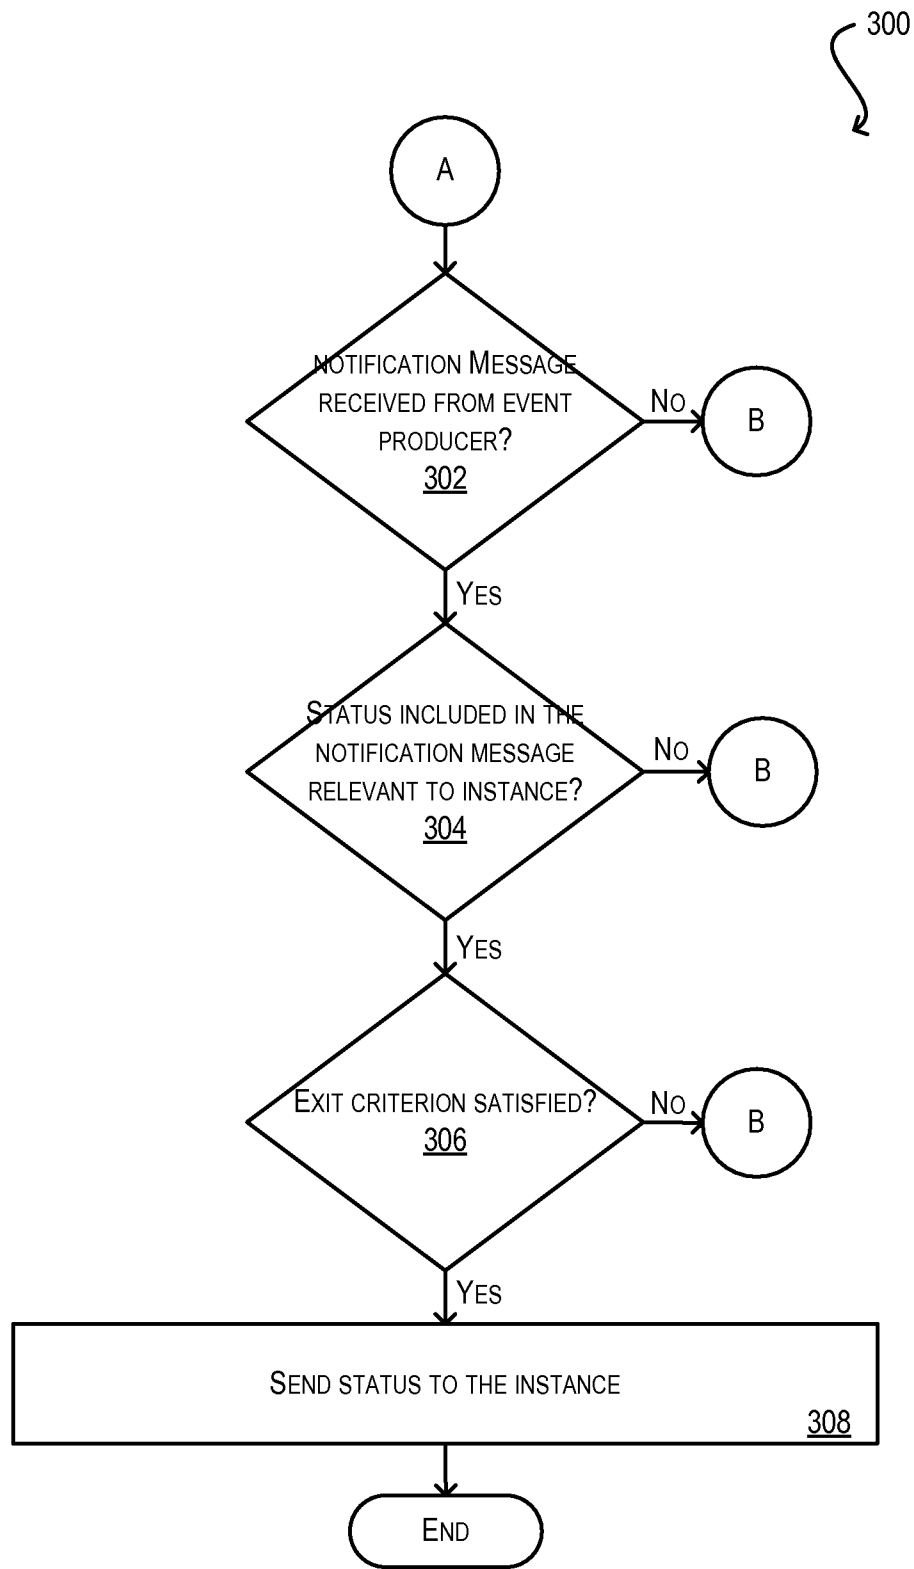 300
A
NOTIFICATION MESSAGE
RECEIVED FROM EVENT
PRODUCER?
302
NO
B
YES
STATUS INCLUDED IN THE
NOTIFICATION MESSAGE
RELEVANT TO INSTANCE?
304
NO
B
YES
EXIT CRITERION SATISFIED?
306
NO
B
YES
SEND STATUS TO THE INSTANCE
308
END